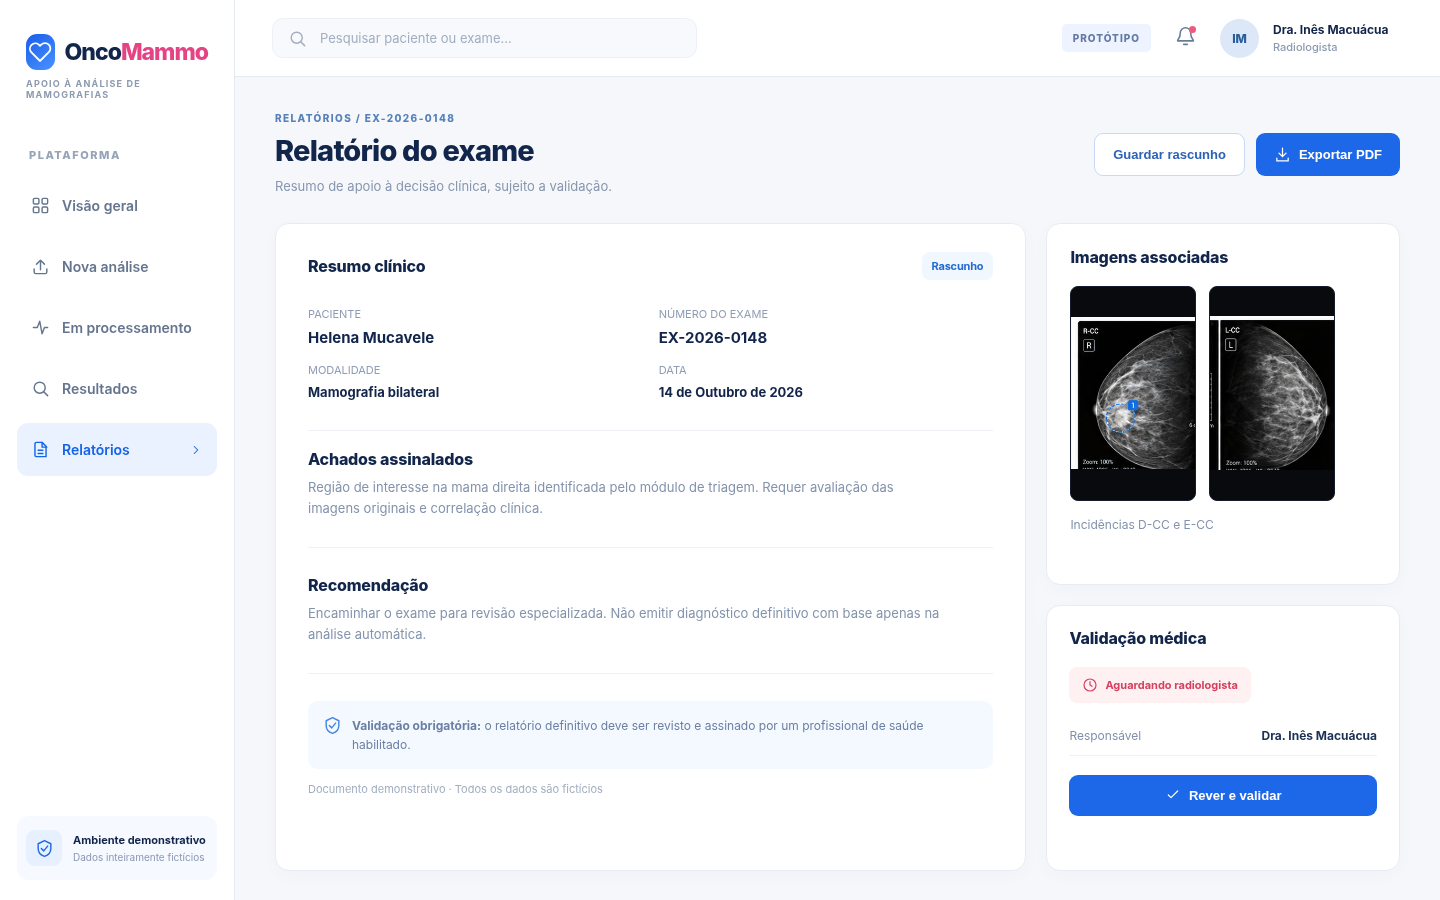 OncoMammo
APOIO À ANÁLISE DE
MAMOGRAFIAS
PLATAFORMA
Visão geral
Nova análise
Em processamento
Resultados
Relatórios
Ambiente demonstrativo
Dados inteiramente fictícios
Pesquisar paciente ou exame...
PROTÓTIPO
IM
Dra. Inês Macuácua
Radiologista
RELATÓRIOS / EX-2026-0148
Relatório do exame
Resumo de apoio à decisão clínica, sujeito a validação.
Guardar rascunho
Exportar PDF
Resumo clínico
Rascunho
PACIENTE
Helena Mucavele
NÚMERO DO EXAME
EX-2026-0148
MODALIDADE
Mamografia bilateral
DATA
14 de Outubro de 2026
Achados assinalados
Região de interesse na mama direita identificada pelo módulo de triagem. Requer avaliação das
imagens originais e correlação clínica.
Recomendação
Encaminhar o exame para revisão especializada. Não emitir diagnóstico definitivo com base apenas na
análise automática.
Validação obrigatória: o relatório definitivo deve ser revisto e assinado por um profissional de saúde
habilitado.
Documento demonstrativo · Todos os dados são fictícios
Imagens associadas
R-CC
R
1
Zoom: 100%
L-CC
L
Zoom: 100%
Incidências D-CC e E-CC
Validação médica
Aguardando radiologista
Responsável
Dra. Inês Macuácua
Rever e validar